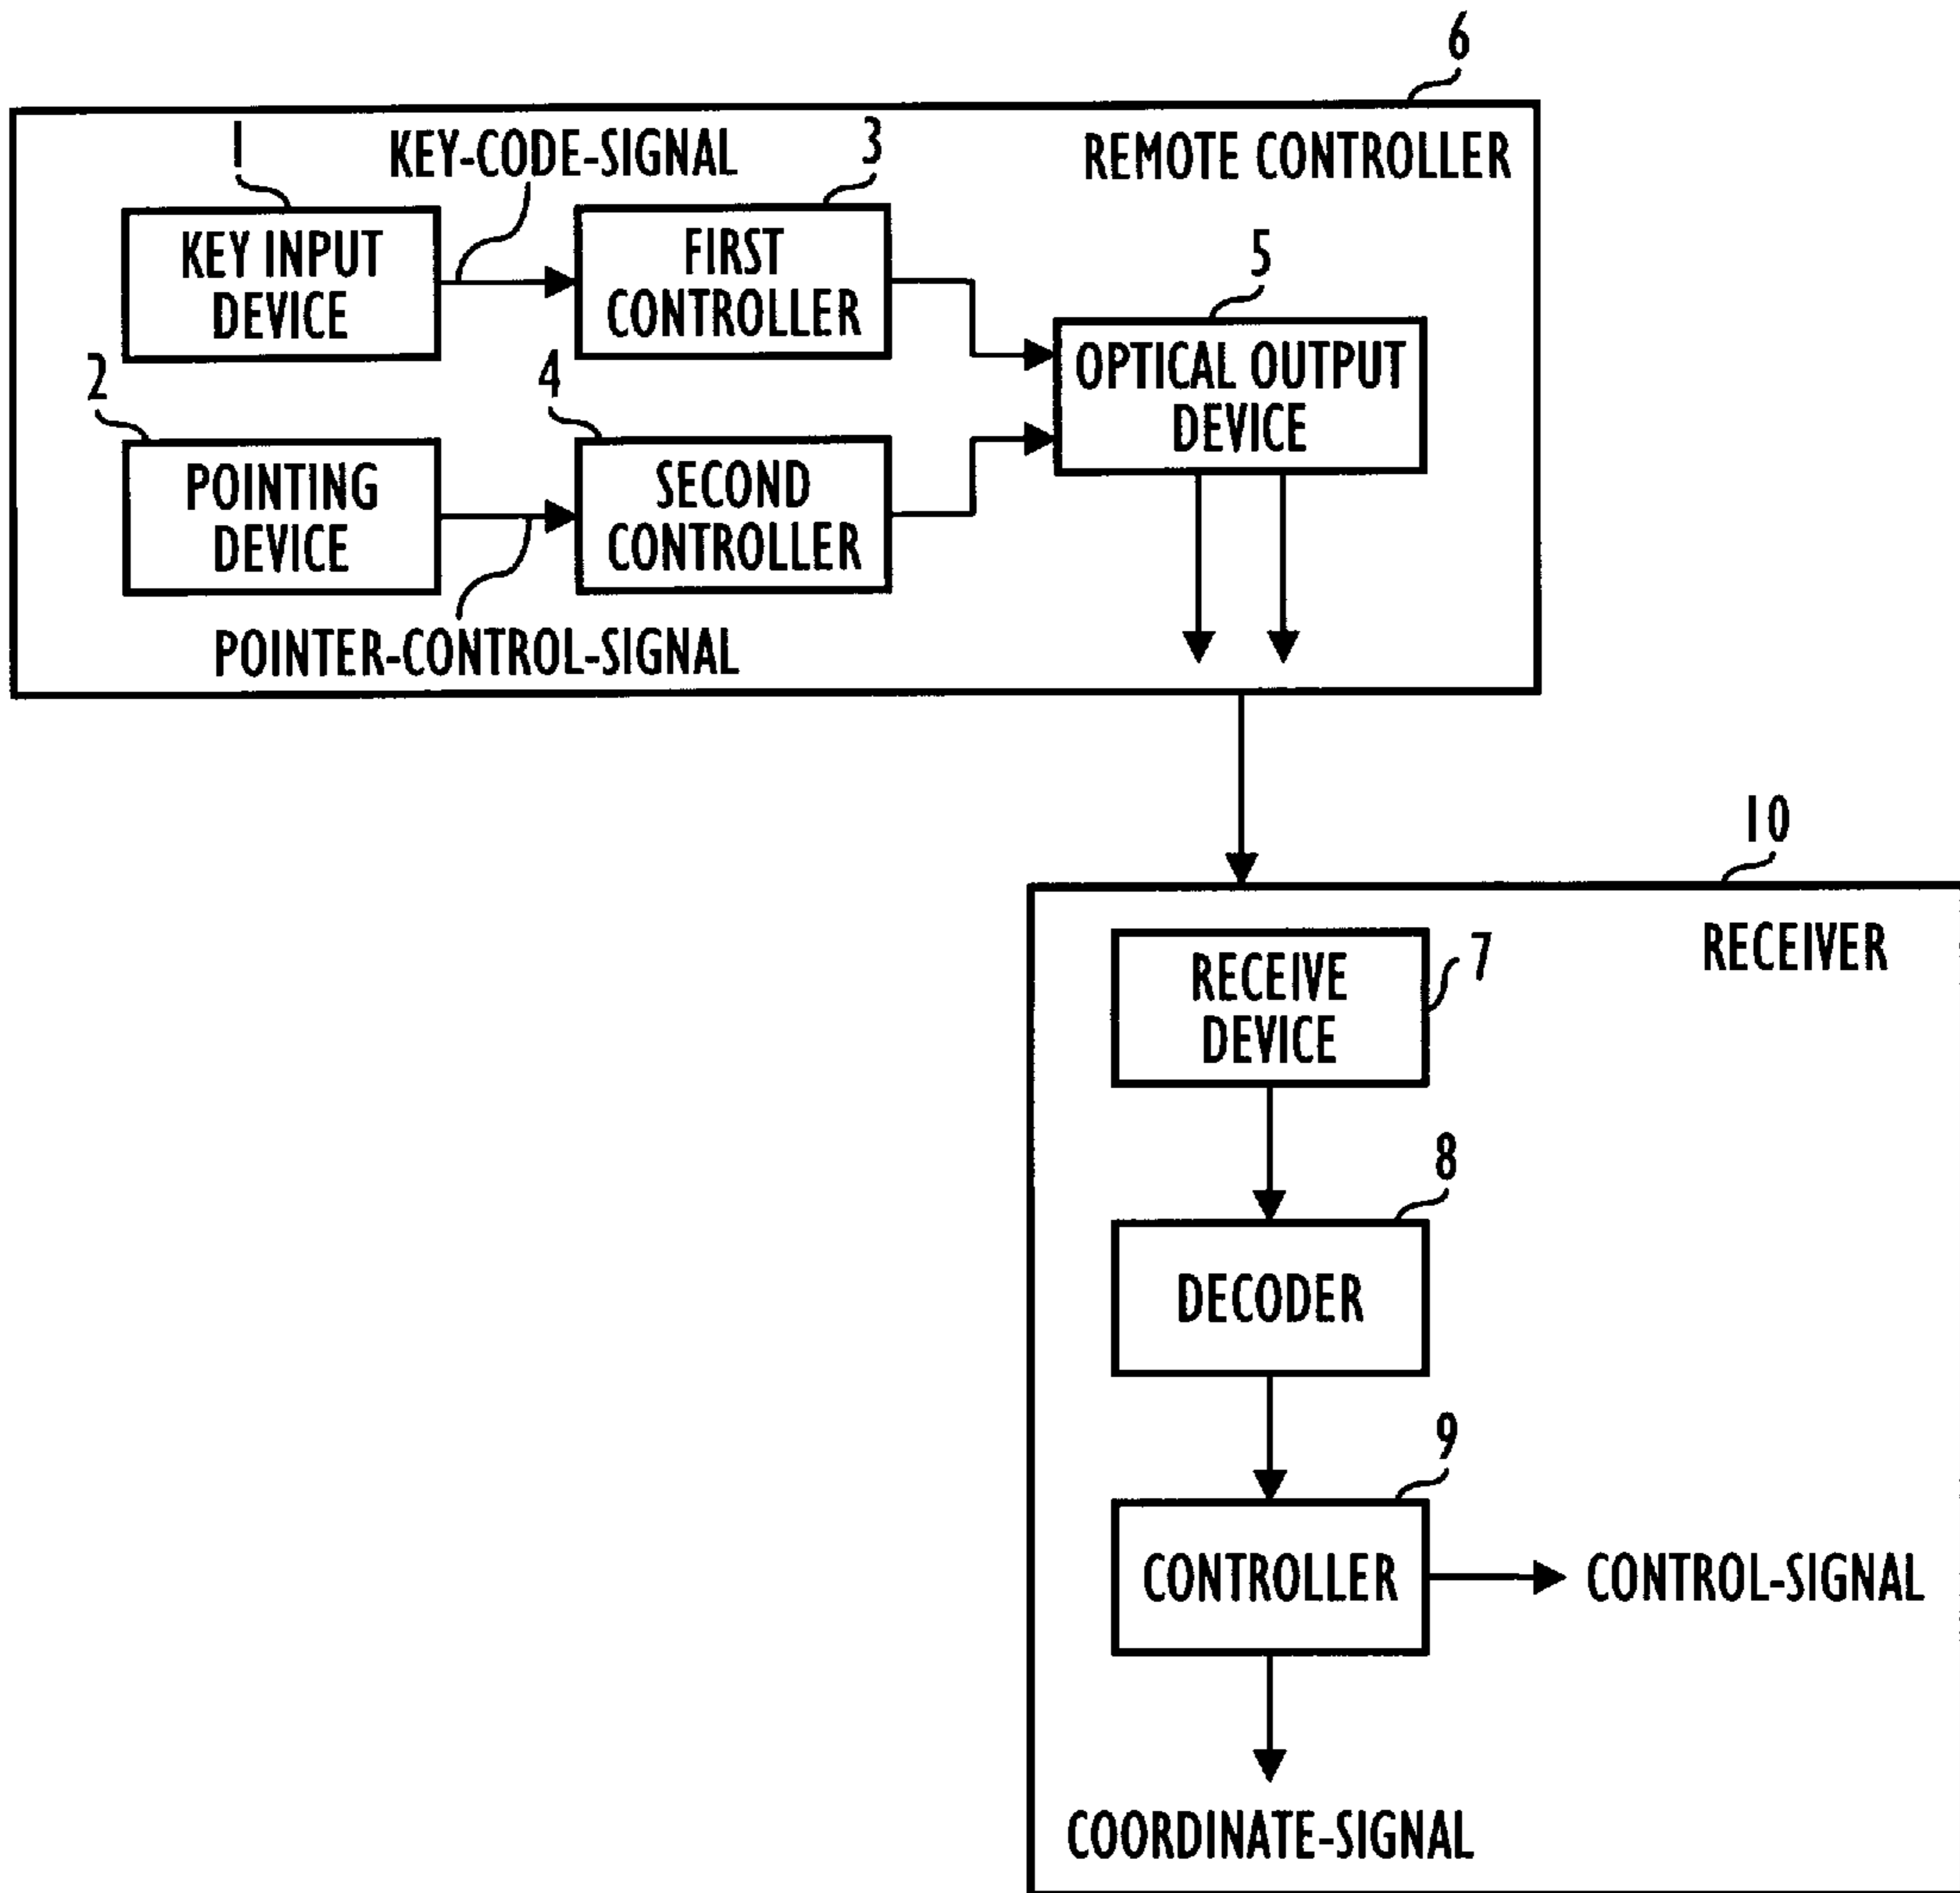 6
1
KEY-CODE-SIGNAL
3
REMOTE CONTROLLER
KEY INPUT
DEVICE
FIRST
CONTROLLER
5
OPTICAL OUTPUT
DEVICE
2
4
POINTING
DEVICE
SECOND
CONTROLLER
POINTER-CONTROL-SIGNAL
10
RECEIVER
RECEIVE
DEVICE
7
8
DECODER
9
CONTROLLER
CONTROL-SIGNAL
COORDINATE-SIGNAL